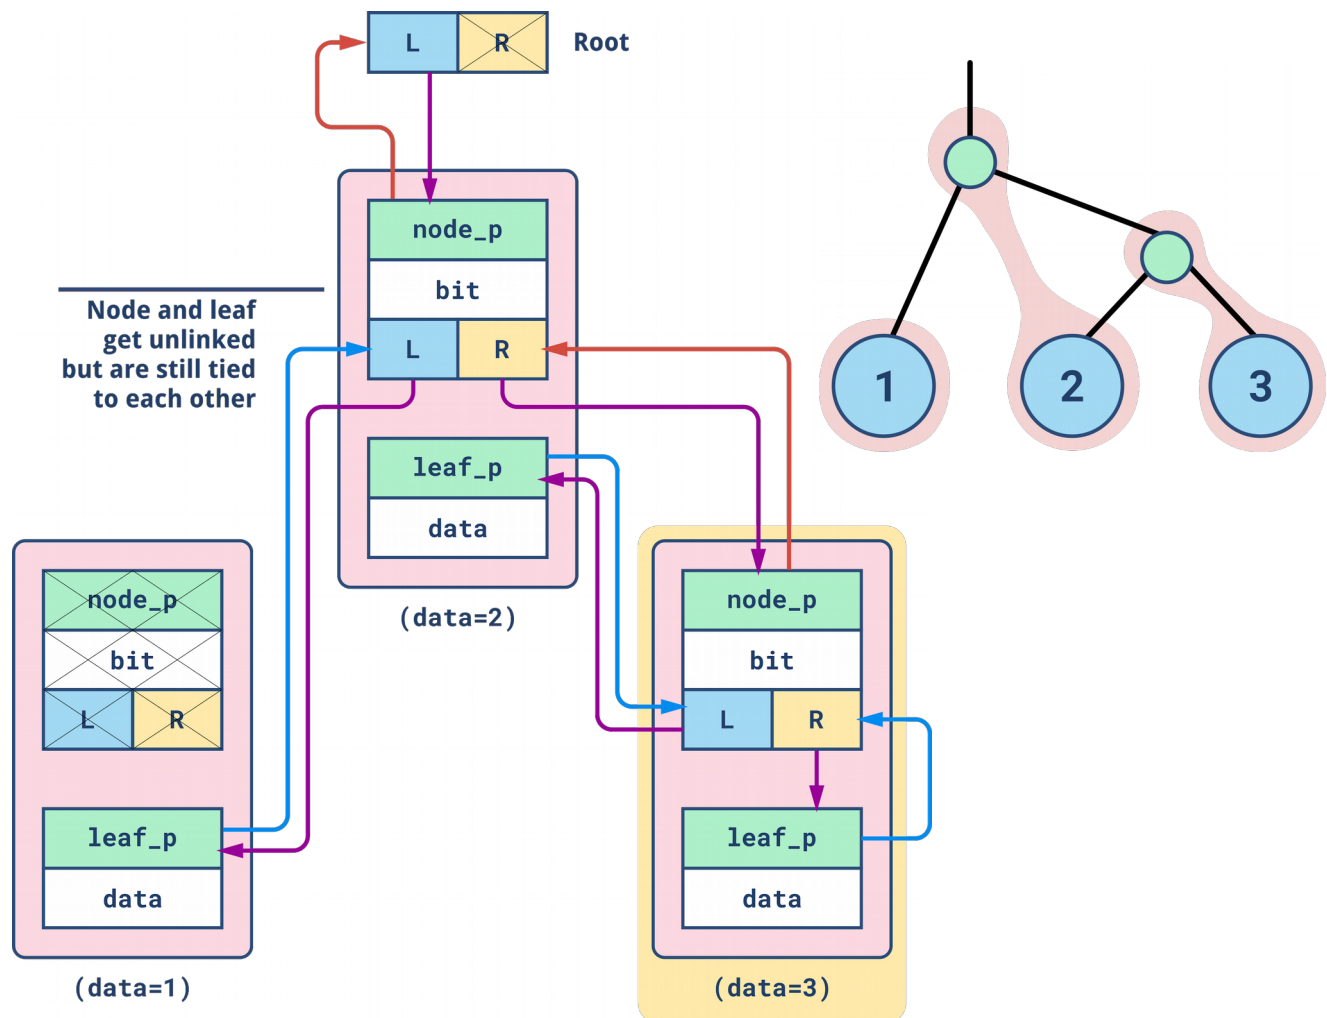 L R Root
node_p
bit
L R
leaf_p
data
(data=2)
Node and leaf
get unlinked
but are still tied
to each other
node_p
bit
L R
leaf_p
data
(data=1)
node_p
bit
L R
leaf_p
data
(data=3)
1 2 3